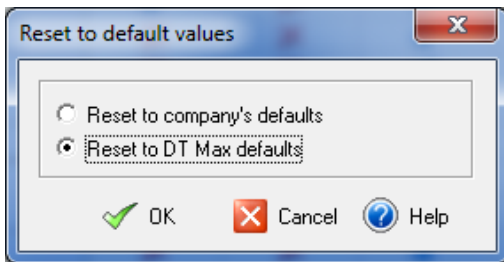 Reset to default values
Reset to company's defaults
Reset to DT Max defaults
OK Cancel Help